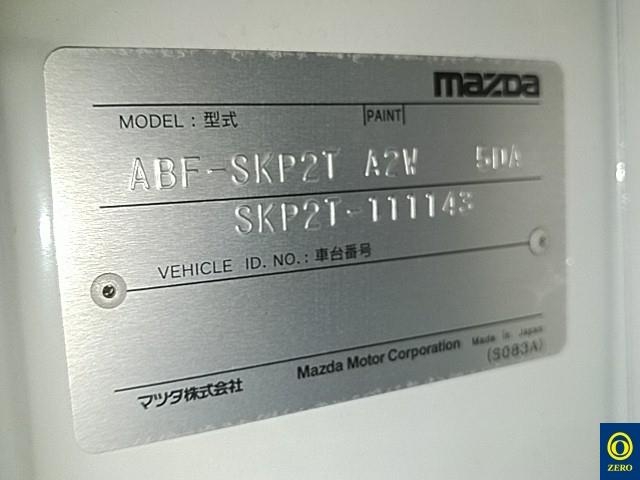 mazda
MODEL : 型式 PAINT
ABF-SKP2T A2W 5DA
SKP2T-111143
VEHICLE ID. NO. : 車台番号
マツダ株式会社 Mazda Motor Corporation Made in Japan
(S083A)
ZERO